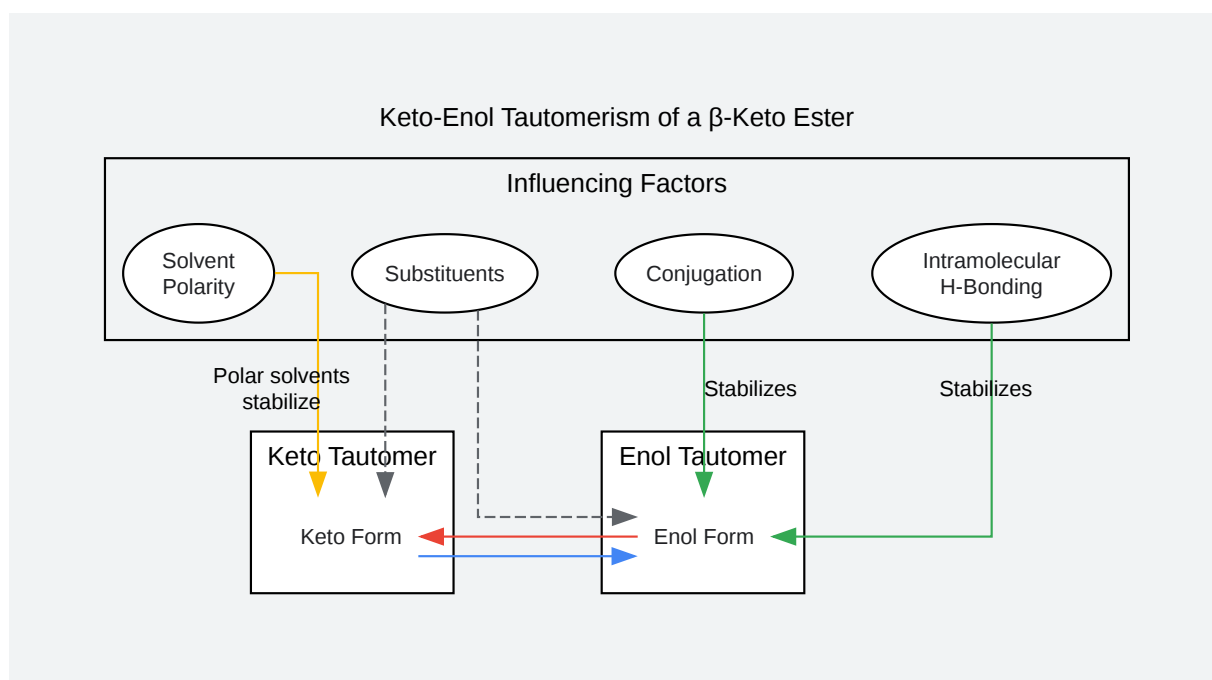 Keto-Enol Tautomerism of a β-Keto Ester
Influencing Factors
Solvent
Polarity
Substituents
Conjugation
Intramolecular
H-Bonding
Polar solvents
stabilize
Stabilizes
Stabilizes
Keto Tautomer
Enol Tautomer
Keto Form
Enol Form